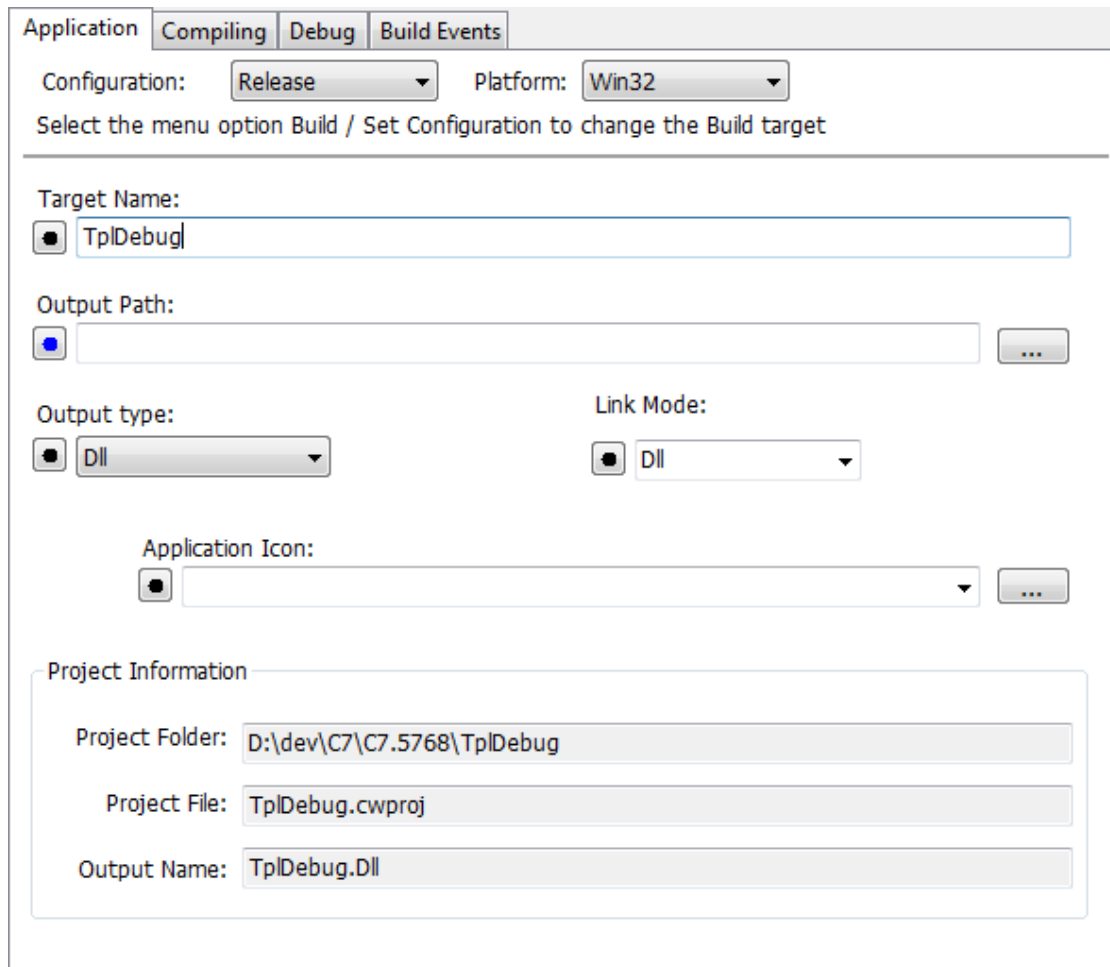 Application Compiling Debug Build Events
Configuration: Release Platform: Win32
Select the menu option Build / Set Configuration to change the Build target
Target Name:
TplDebug
Output Path:
...
Output type: Link Mode:
Dll Dll
Application Icon:
...
Project Information
Project Folder: D:\dev\C7\C7.5768\TplDebug
Project File: TplDebug.cwproj
Output Name: TplDebug.Dll